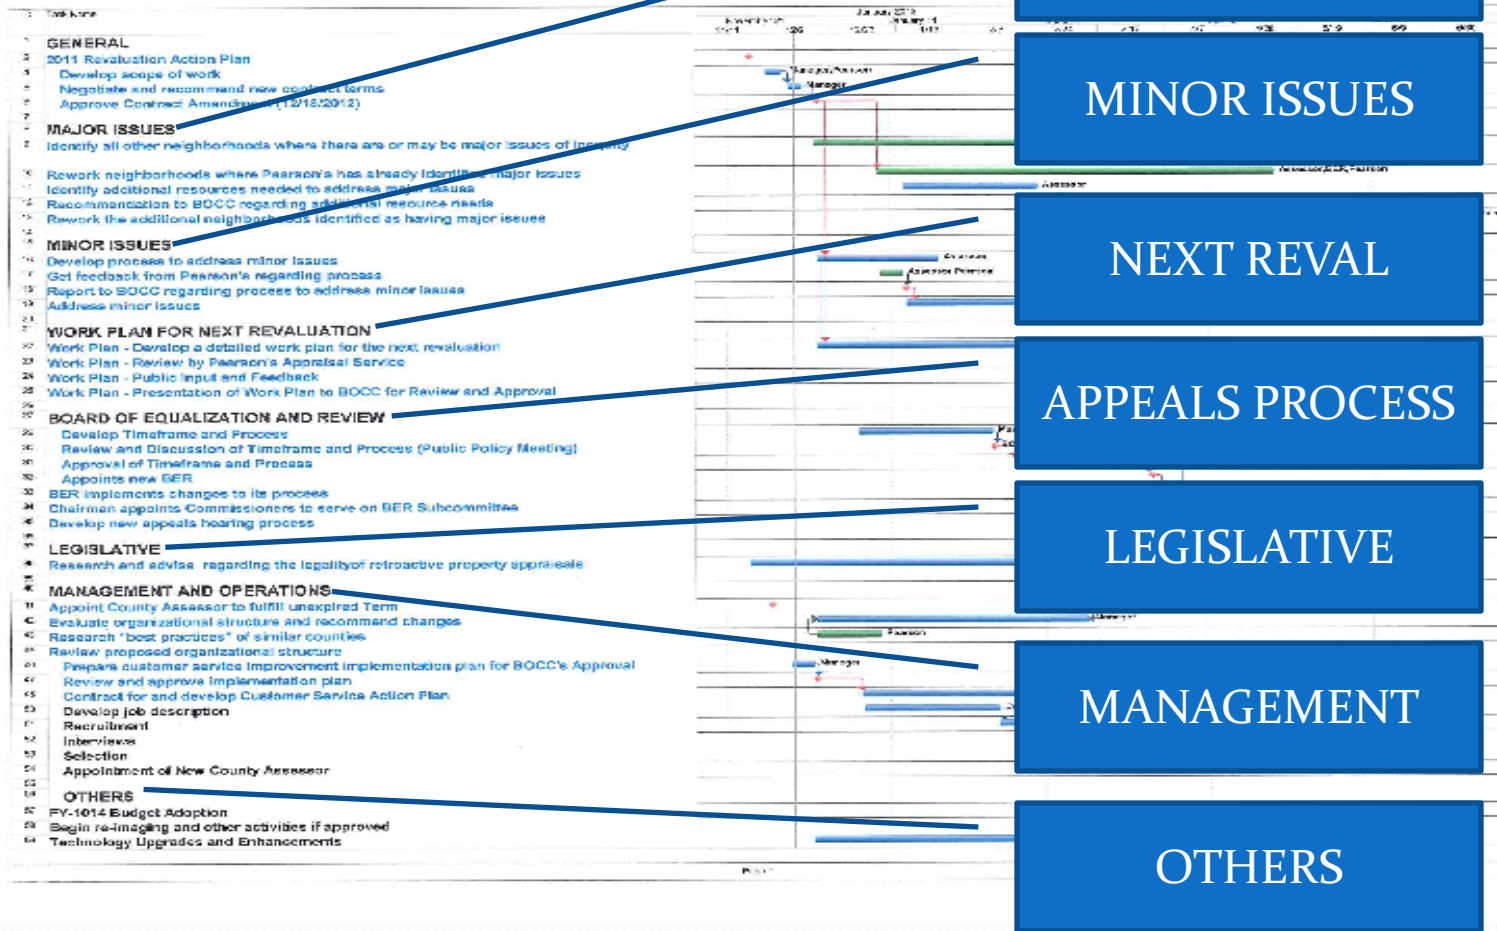 Task Name
GENERAL
2011 Revaluation Action Plan
Develop scope of work
Negotiate and recommend new contract terms
Approve Contract Amendment (12/18/2012)
MAJOR ISSUES
Identify all other neighborhoods where there are or may be major issues of inequity
Rework neighborhoods where Pearson's has already identified major issues
Identify additional resources needed to address major issues
Recommendation to BOCC regarding additional resource needs
Rework the additional neighborhoods identified as having major issues
MINOR ISSUES
Develop process to address minor issues
Get feedback from Pearson's regarding process
Report to BOCC regarding process to address minor issues
Address minor issues
WORK PLAN FOR NEXT REVALUATION
Work Plan - Develop a detailed work plan for the next revaluation
Work Plan - Review by Pearson's Appraisal Service
Work Plan - Public Input and Feedback
Work Plan - Presentation of Work Plan to BOCC for Review and Approval
BOARD OF EQUALIZATION AND REVIEW
Develop Timeframe and Process
Review and Discussion of Timeframe and Process (Public Policy Meeting)
Approval of Timeframe and Process
Appoints new BER
BER implements changes to its process
Chairman appoints Commissioners to serve on BER Subcommittee
Develop new appeals hearing process
LEGISLATIVE
Research and advise regarding the legality of retroactive property appraisals
MANAGEMENT AND OPERATIONS
Appoint County Assessor to fulfill unexpired Term
Evaluate organizational structure and recommend changes
Research "best practices" of similar counties
Review proposed organizational structure
Prepare customer service improvement implementation plan for BOCC's Approval
Review and approve implementation plan
Contract for and develop Customer Service Action Plan
Develop job description
Recruitment
Interviews
Selection
Appointment of New County Assessor
OTHERS
FY-1014 Budget Adoption
Begin re-imaging and other activities if approved
Technology Upgrades and Enhancements
Manager,Pearson
Manager
Assessor,BER,Pearson
Assessor
Assessor
Assessor,Pearson
Manager
Pearson
Manager
MINOR ISSUES
NEXT REVAL
APPEALS PROCESS
LEGISLATIVE
MANAGEMENT
OTHERS